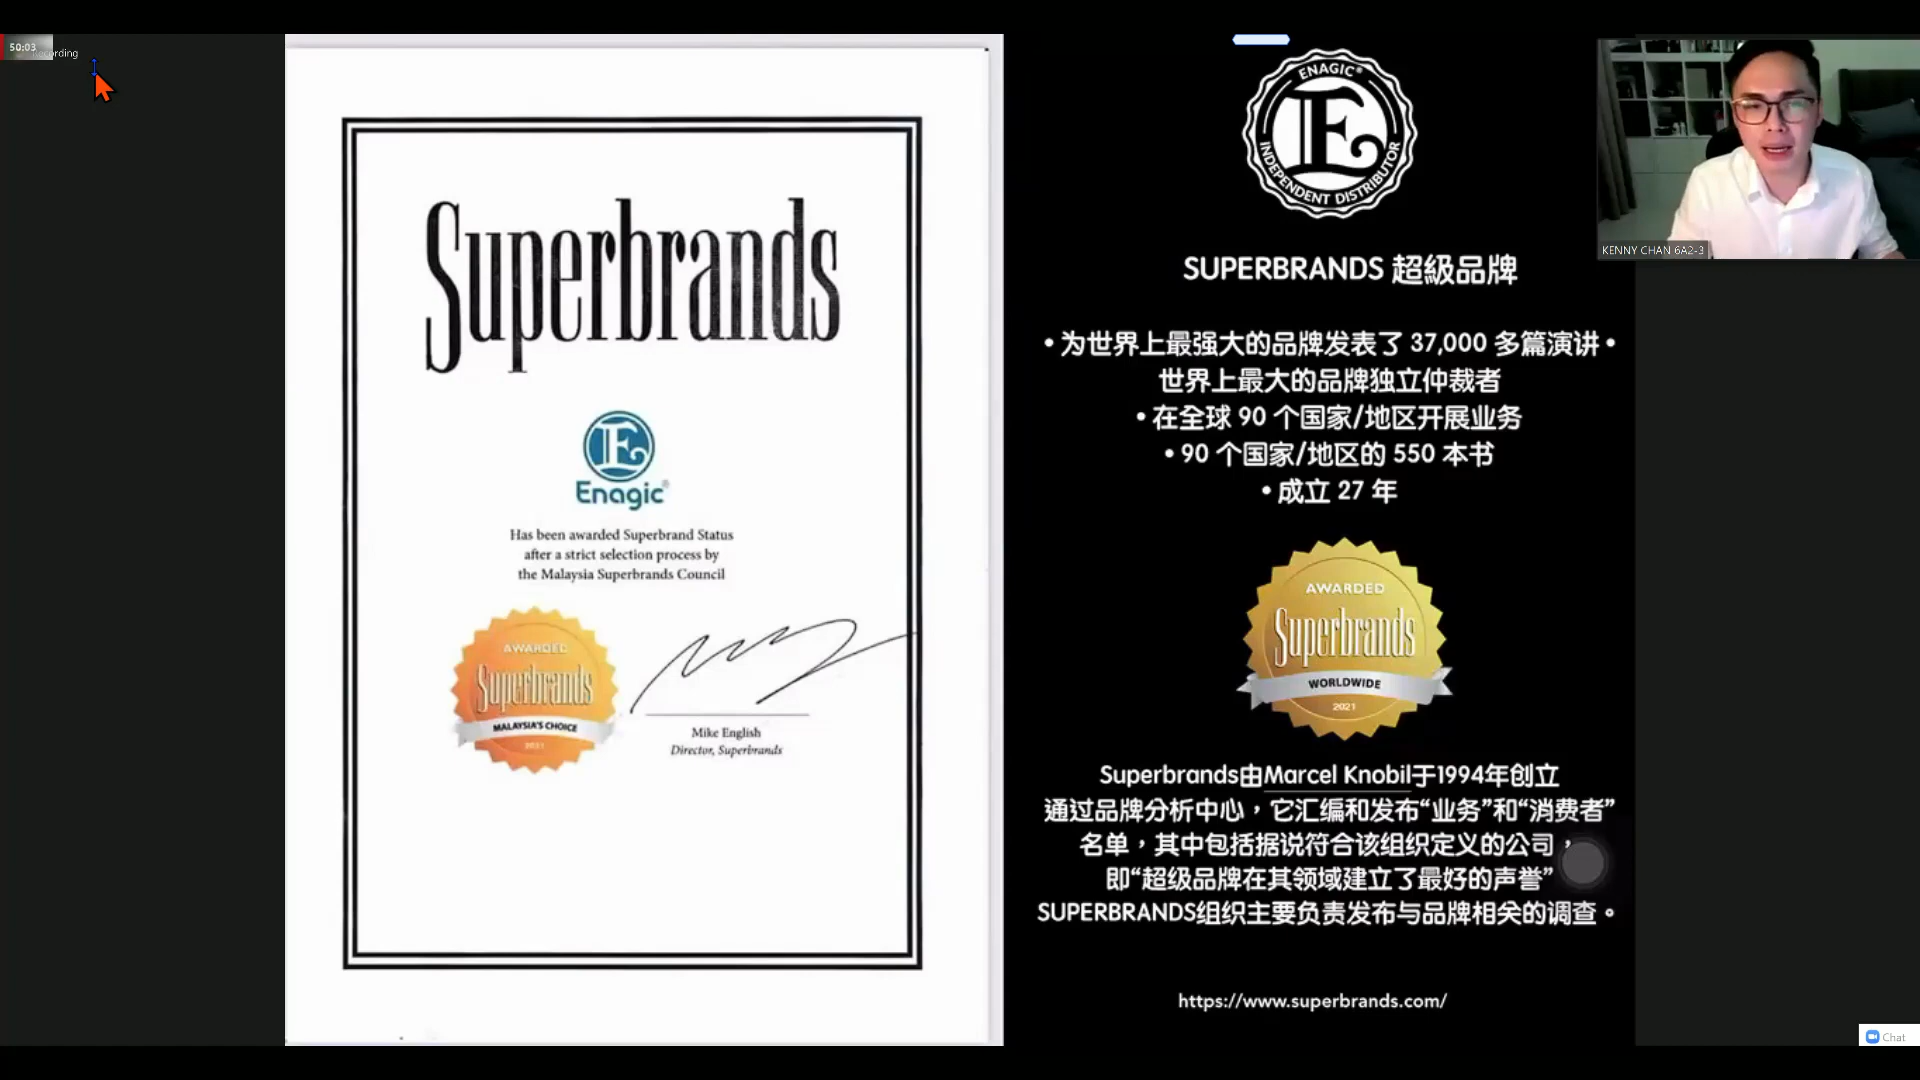 50:03
Recording
Superbrands
Enagic®
Has been awarded Superbrand Status
after a strict selection process by
the Malaysia Superbrands Council
AWARDED
Superbrands
MALAYSIA'S CHOICE
2021
Mike English
Director, Superbrands
ENAGIC®
E
INDEPENDENT DISTRIBUTOR
SUPERBRANDS 超級品牌
• 为世界上最强大的品牌发表了 37,000 多篇演讲 •
世界上最大的品牌独立仲裁者
• 在全球 90 个国家/地区开展业务
• 90 个国家/地区的 550 本书
• 成立 27 年
AWARDED
Superbrands
WORLDWIDE
2021
Superbrands由Marcel Knobil于1994年创立
通过品牌分析中心，它汇编和发布“业务”和“消费者”
名单，其中包括据说符合该组织定义的公司，
即“超级品牌在其领域建立了最好的声誉”
SUPERBRANDS组织主要负责发布与品牌相关的调查。
https://www.superbrands.com/
KENNY CHAN 6A2-3
Chat